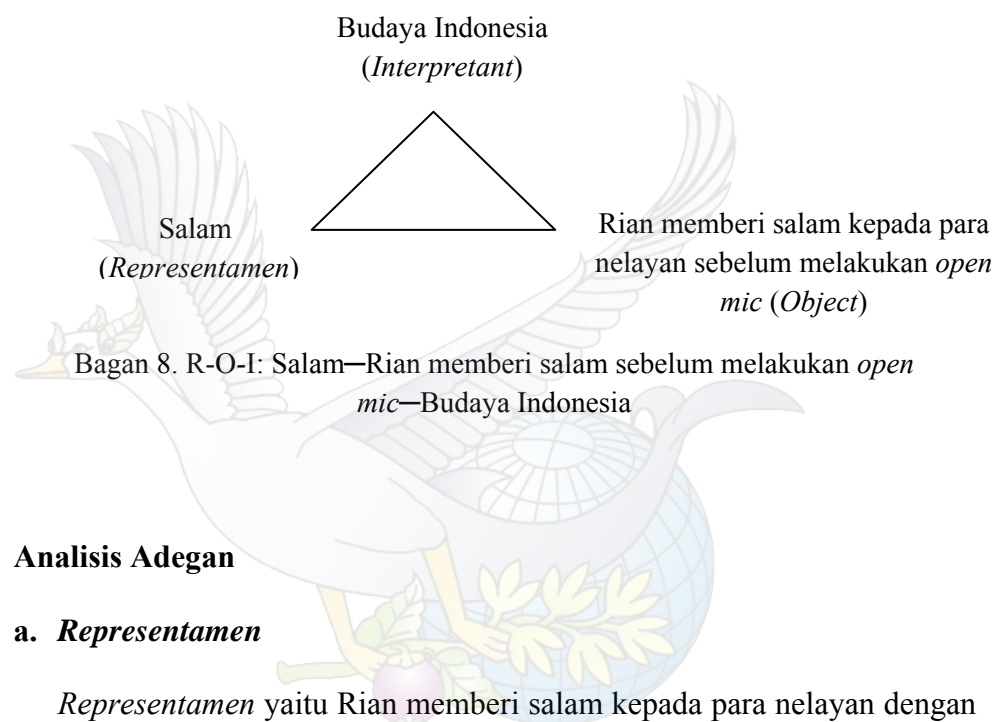 Budaya Indonesia
(Interpretant)
Salam
(Representamen)
Rian memberi salam kepada para
nelayan sebelum melakukan open
mic (Object)
Bagan 8. R-O-I: Salam─Rian memberi salam sebelum melakukan open
mic─Budaya Indonesia
Analisis Adegan
a. Representamen
Representamen yaitu Rian memberi salam kepada para nelayan dengan